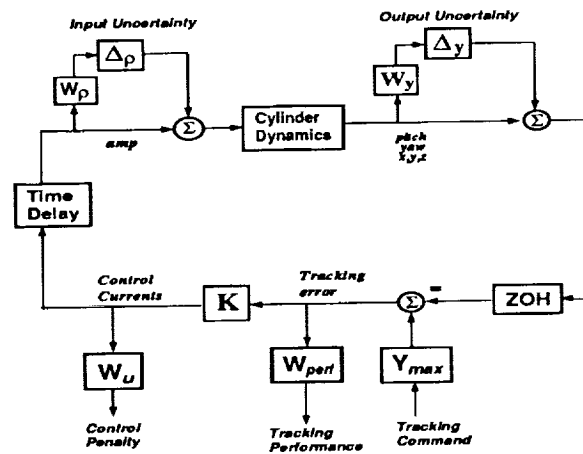 Input Uncertainty
Output Uncertainty
Δρ
Δy
Wρ
Wy
Σ
Cylinder
Dynamics
Σ
amp
pitch
yaw
x,y,z
Time
Delay
Control
Currents
Tracking
error
K
Σ
-
ZOH
Wu
Wperf
Ymax
Control
Penalty
Tracking
Performance
Tracking
Command